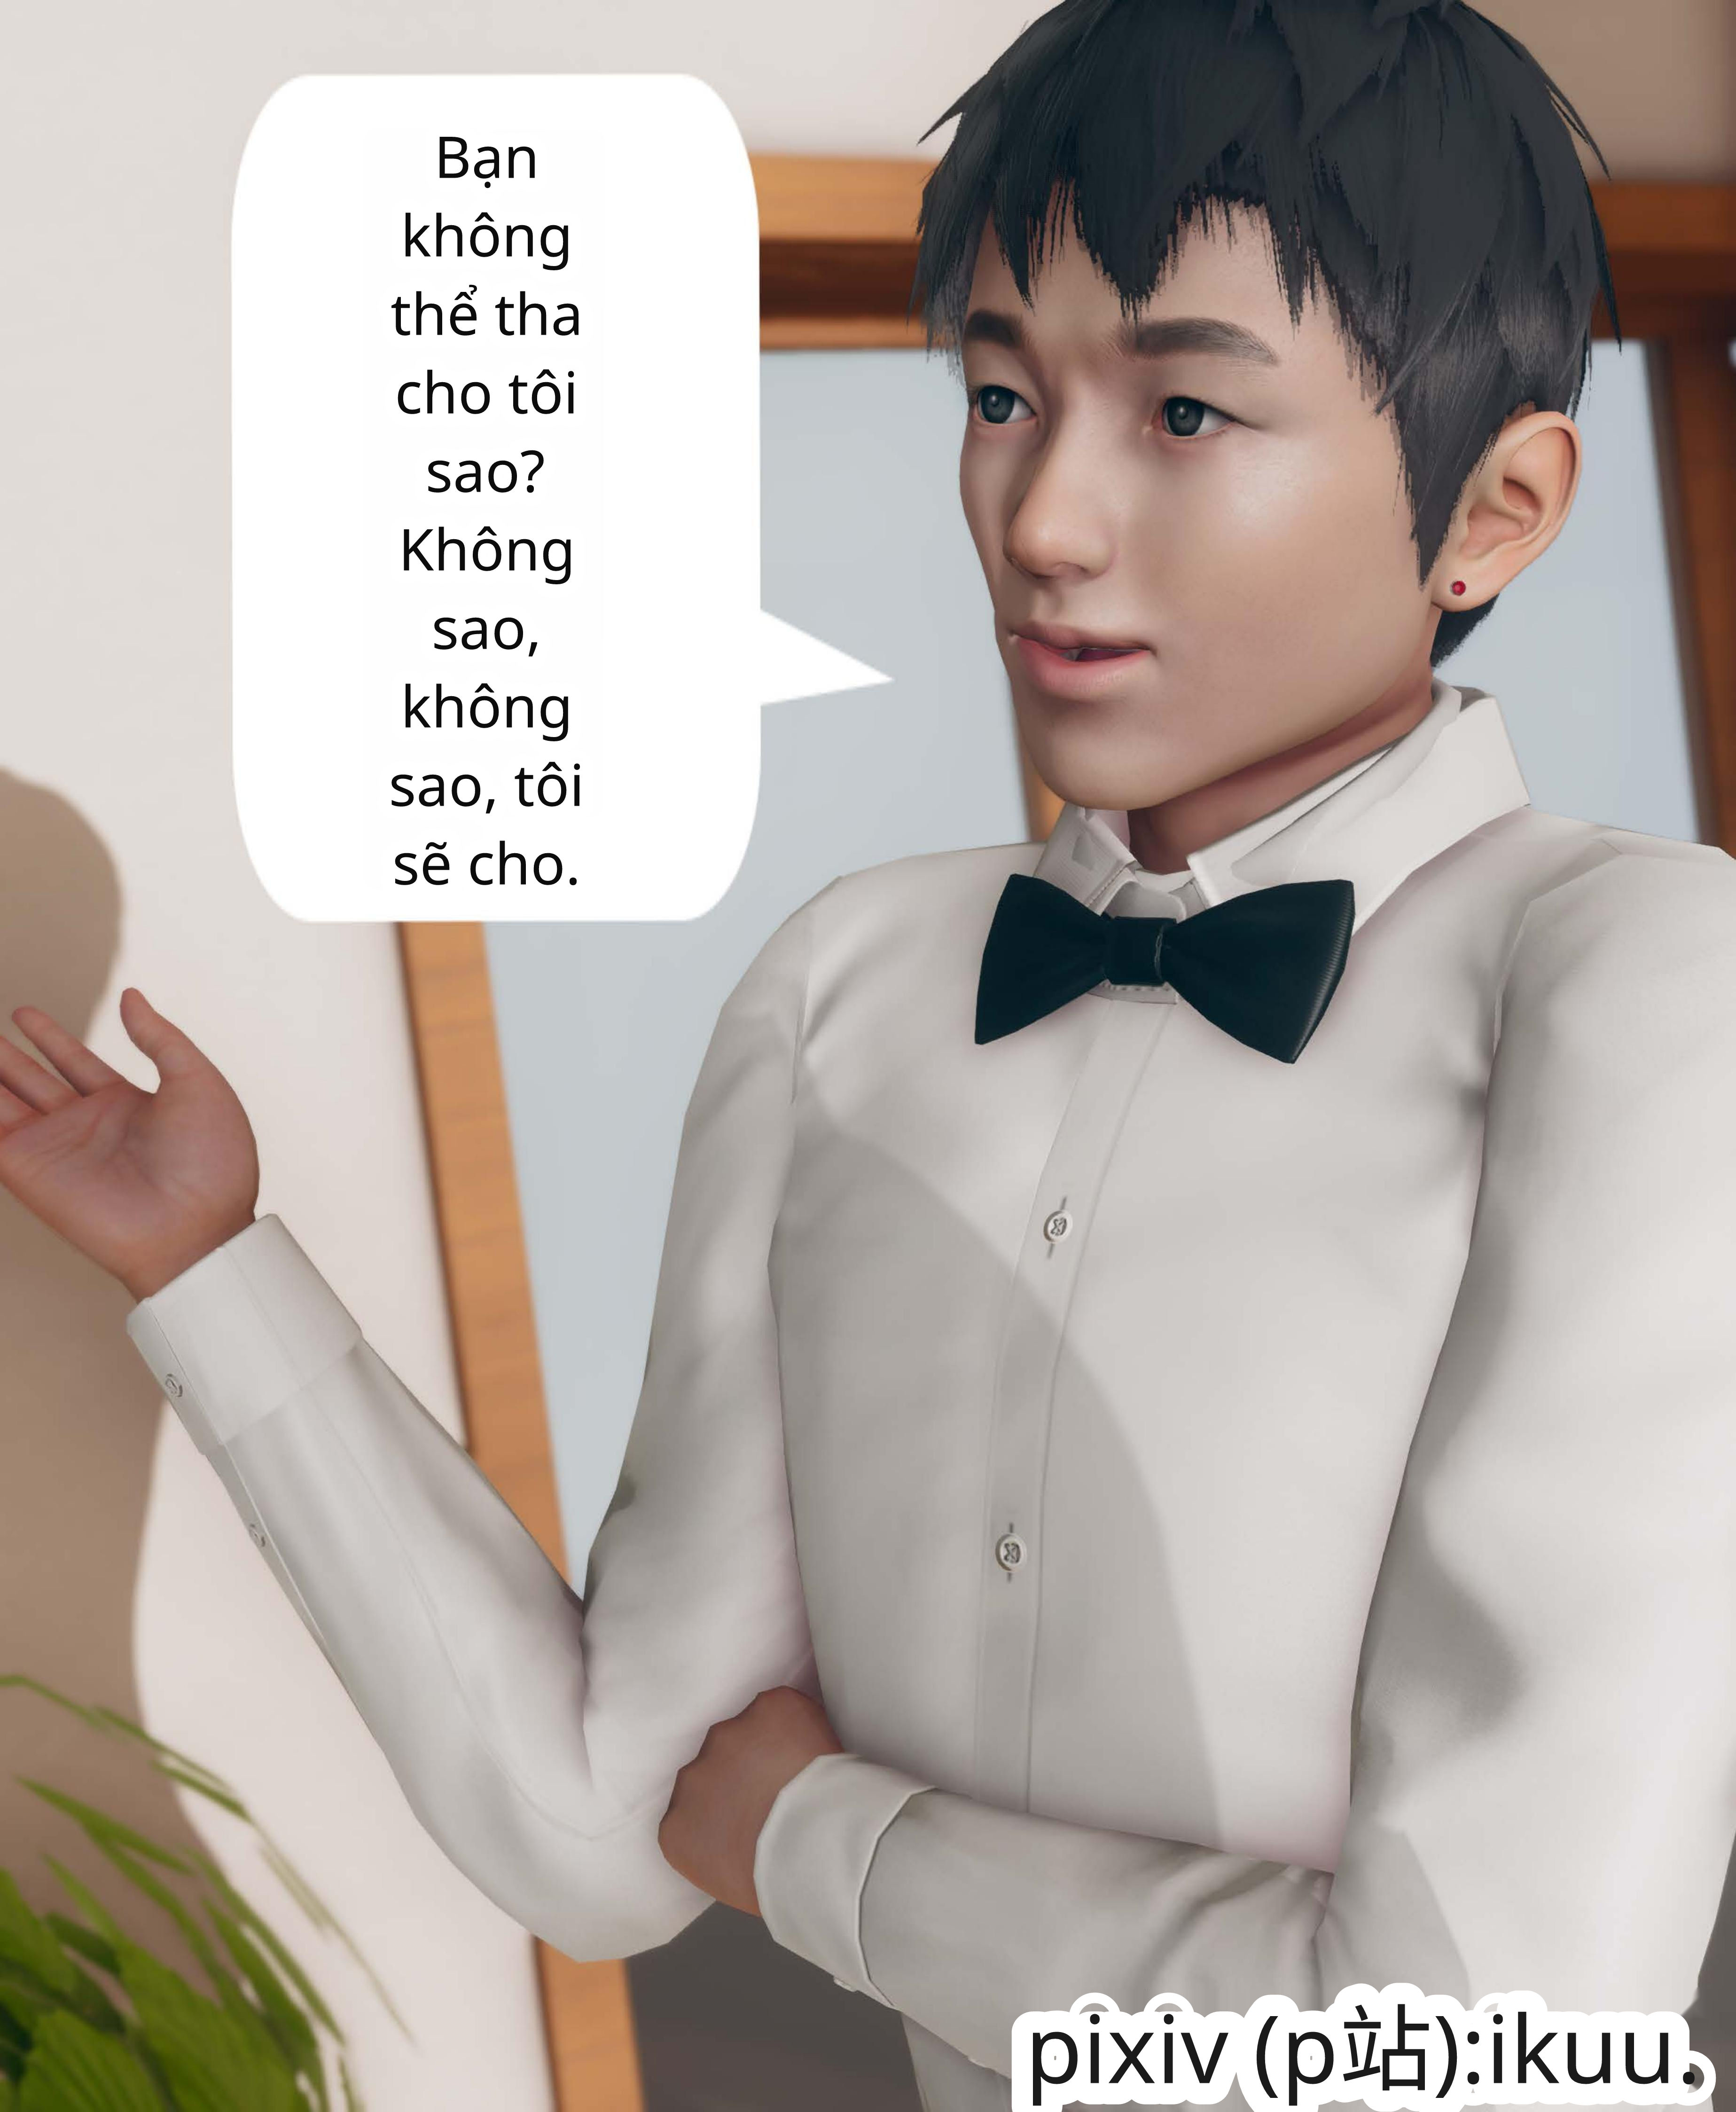 Bạn
không
thể tha
cho tôi
sao?
Không
sao,
không
sao, tôi
sẽ cho.
pixiv (p站):ikuu.